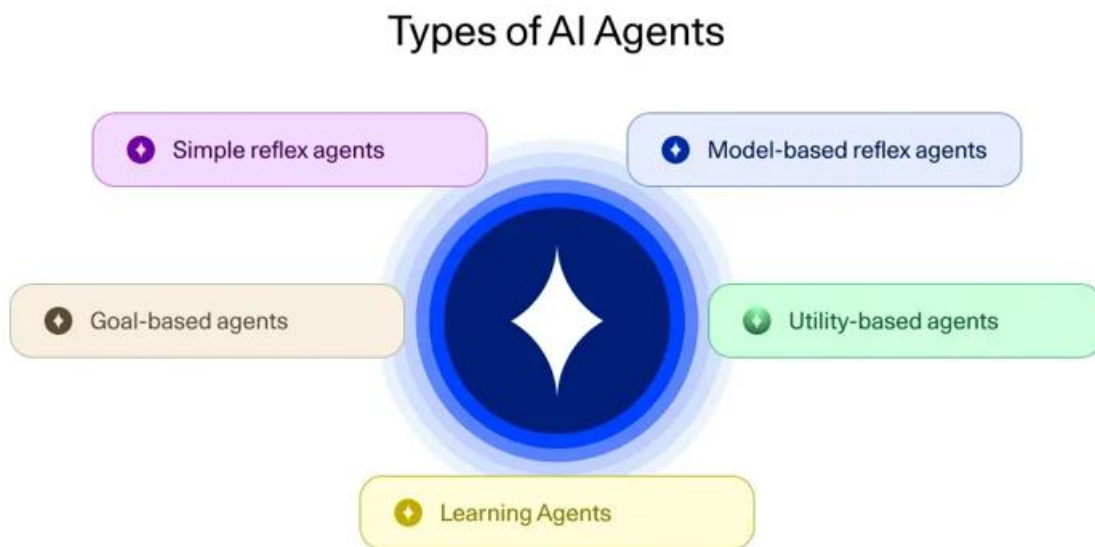 Types of AI Agents
Simple reflex agents
Model-based reflex agents
Goal-based agents
Utility-based agents
Learning Agents